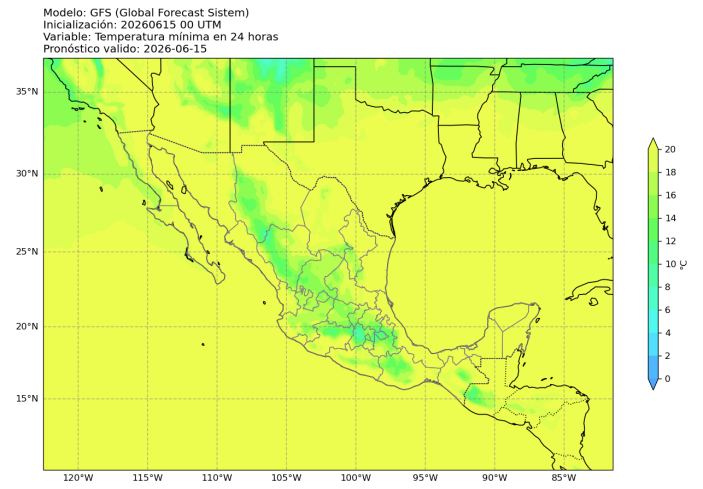 Modelo: GFS (Global Forecast Sistem)
Inicialización: 20260615 00 UTM
Variable: Temperatura mínima en 24 horas
Pronóstico valido: 2026-06-15
35°N
30°N
25°N
20°N
15°N
120°W 115°W 110°W 105°W 100°W 95°W 90°W 85°W
20
18
16
14
12
10
8
6
4
2
0
°C